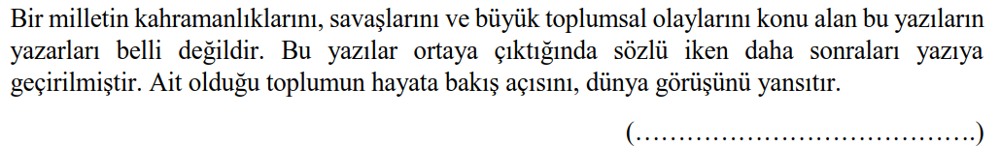 Bir milletin kahramanlıklarını, savaşlarını ve büyük toplumsal olaylarını konu alan bu yazıların
yazarları belli değildir. Bu yazılar ortaya çıktığında sözlü iken daha sonraları yazıya
geçirilmiştir. Ait olduğu toplumun hayata bakış açısını, dünya görüşünü yansıtır.
(…………………………………….)